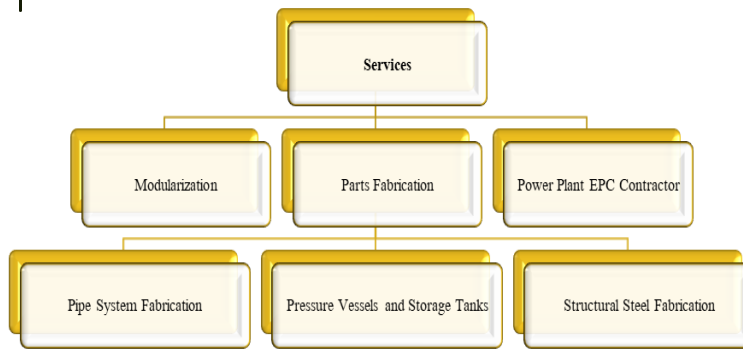 Services
Modularization
Parts Fabrication
Power Plant EPC Contractor
Pipe System Fabrication
Pressure Vessels and Storage Tanks
Structural Steel Fabrication